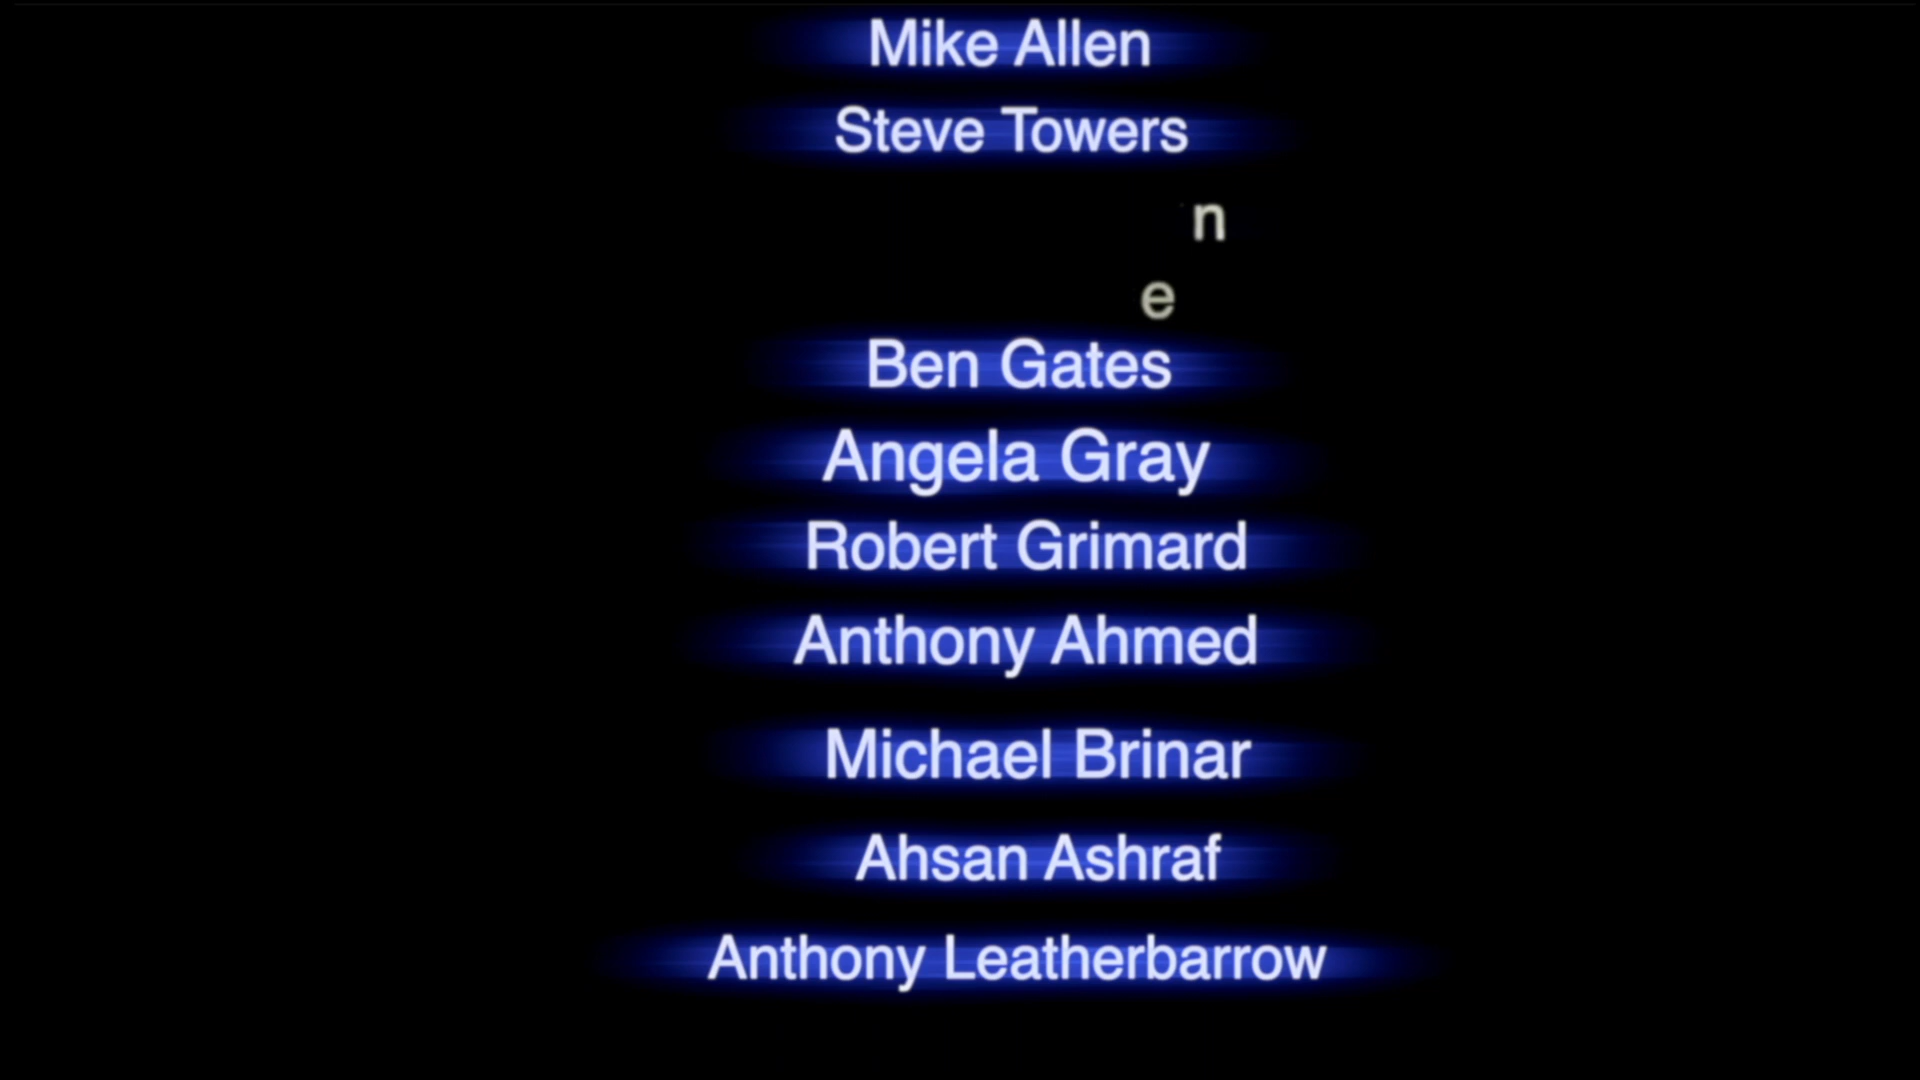 Mike Allen
Steve Towers
n
e
Ben Gates
Angela Gray
Robert Grimard
Anthony Ahmed
Michael Brinar
Ahsan Ashraf
Anthony Leatherbarrow